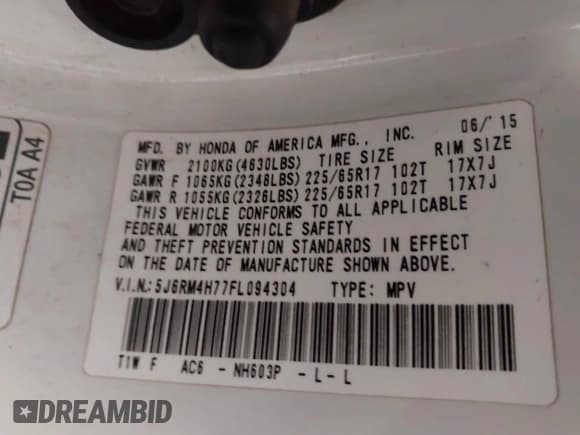 MFD. BY HONDA OF AMERICA MFG., INC. 06/'15
GVWR 2100KG(4630LBS) TIRE SIZE RIM SIZE
GAWR F 1065KG(2348LBS) 225/65R17 102T 17X7J
GAWR R 1055KG(2326LBS) 225/65R17 102T 17X7J
THIS VEHICLE CONFORMS TO ALL APPLICABLE
FEDERAL MOTOR VEHICLE SAFETY
AND THEFT PREVENTION STANDARDS IN EFFECT
ON THE DATE OF MANUFACTURE SHOWN ABOVE.
V.I.N.:5J6RM4H77FL094304 TYPE: MPV
T1W F AC6 - NH603P - L - L
T0A A4
DREAMBID